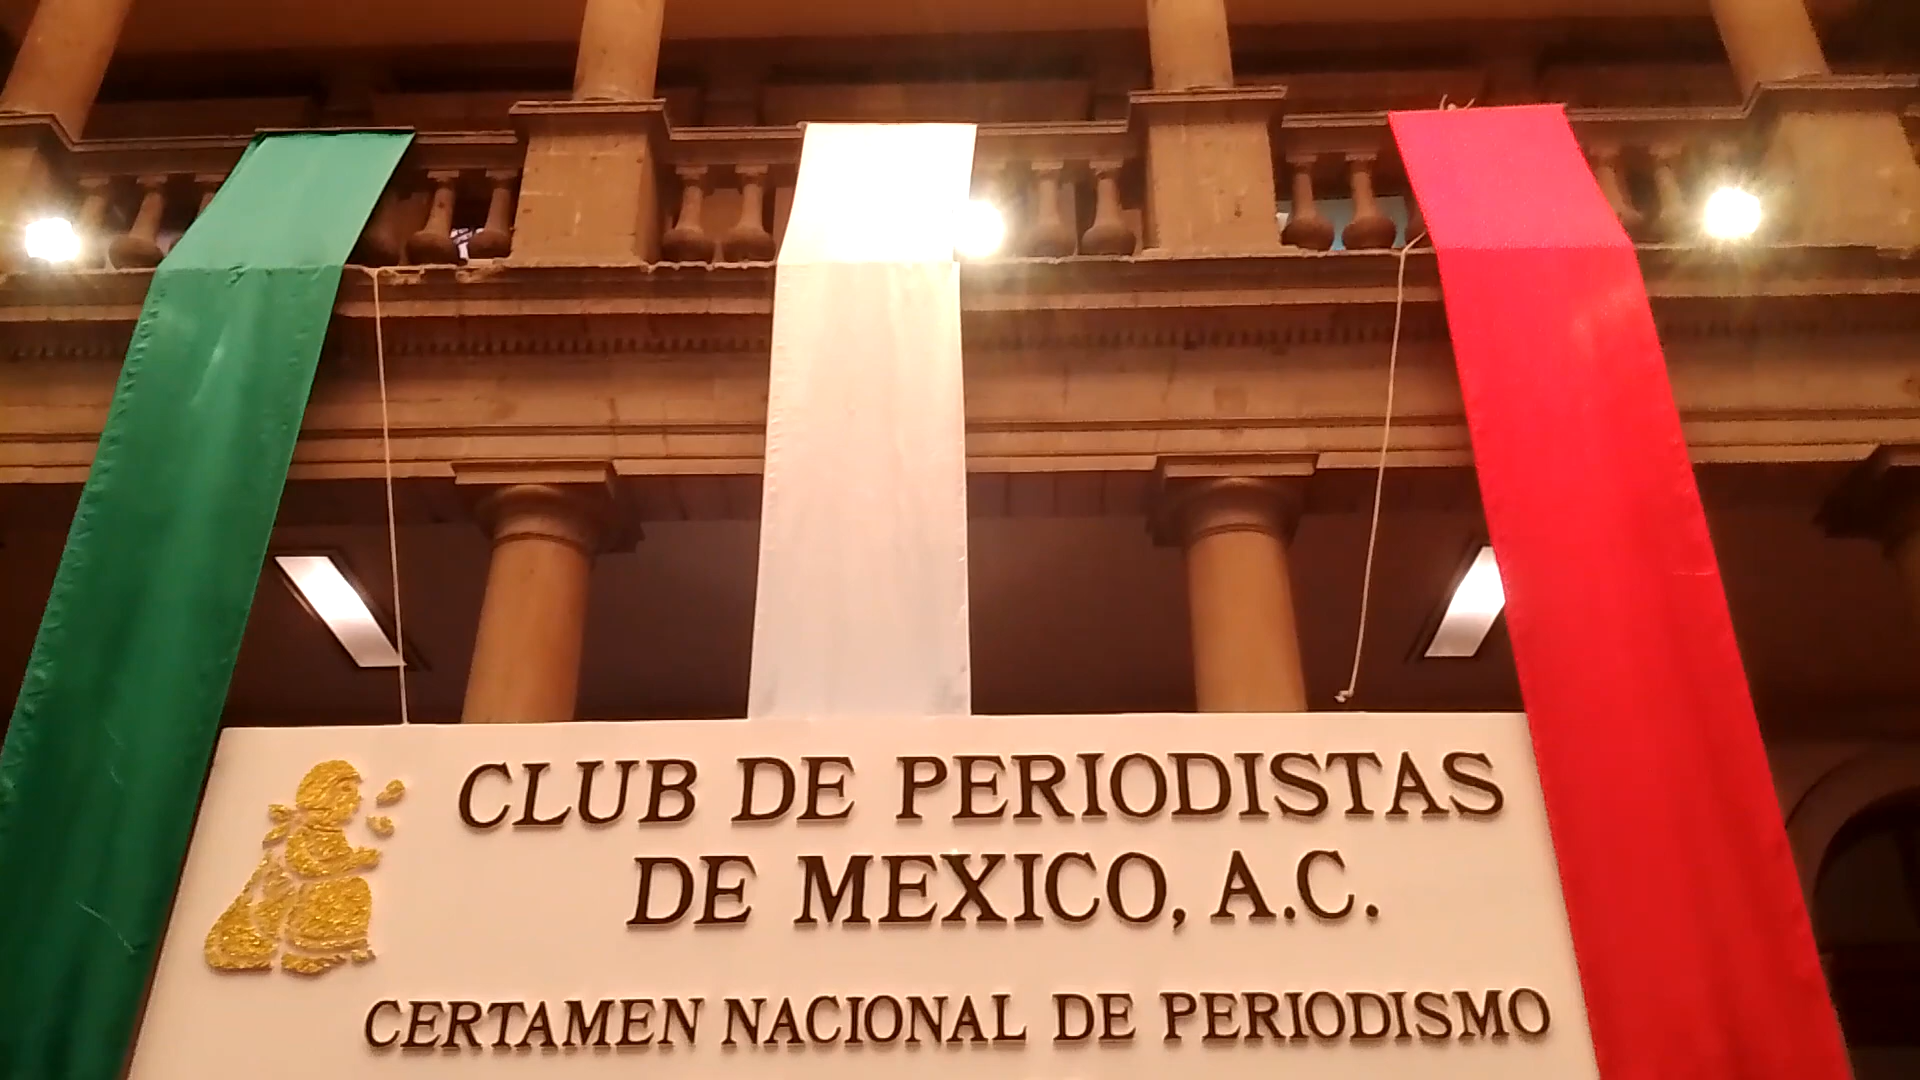 CLUB DE PERIODISTAS
DE MEXICO, A.C.
CERTAMEN NACIONAL DE PERIODISMO